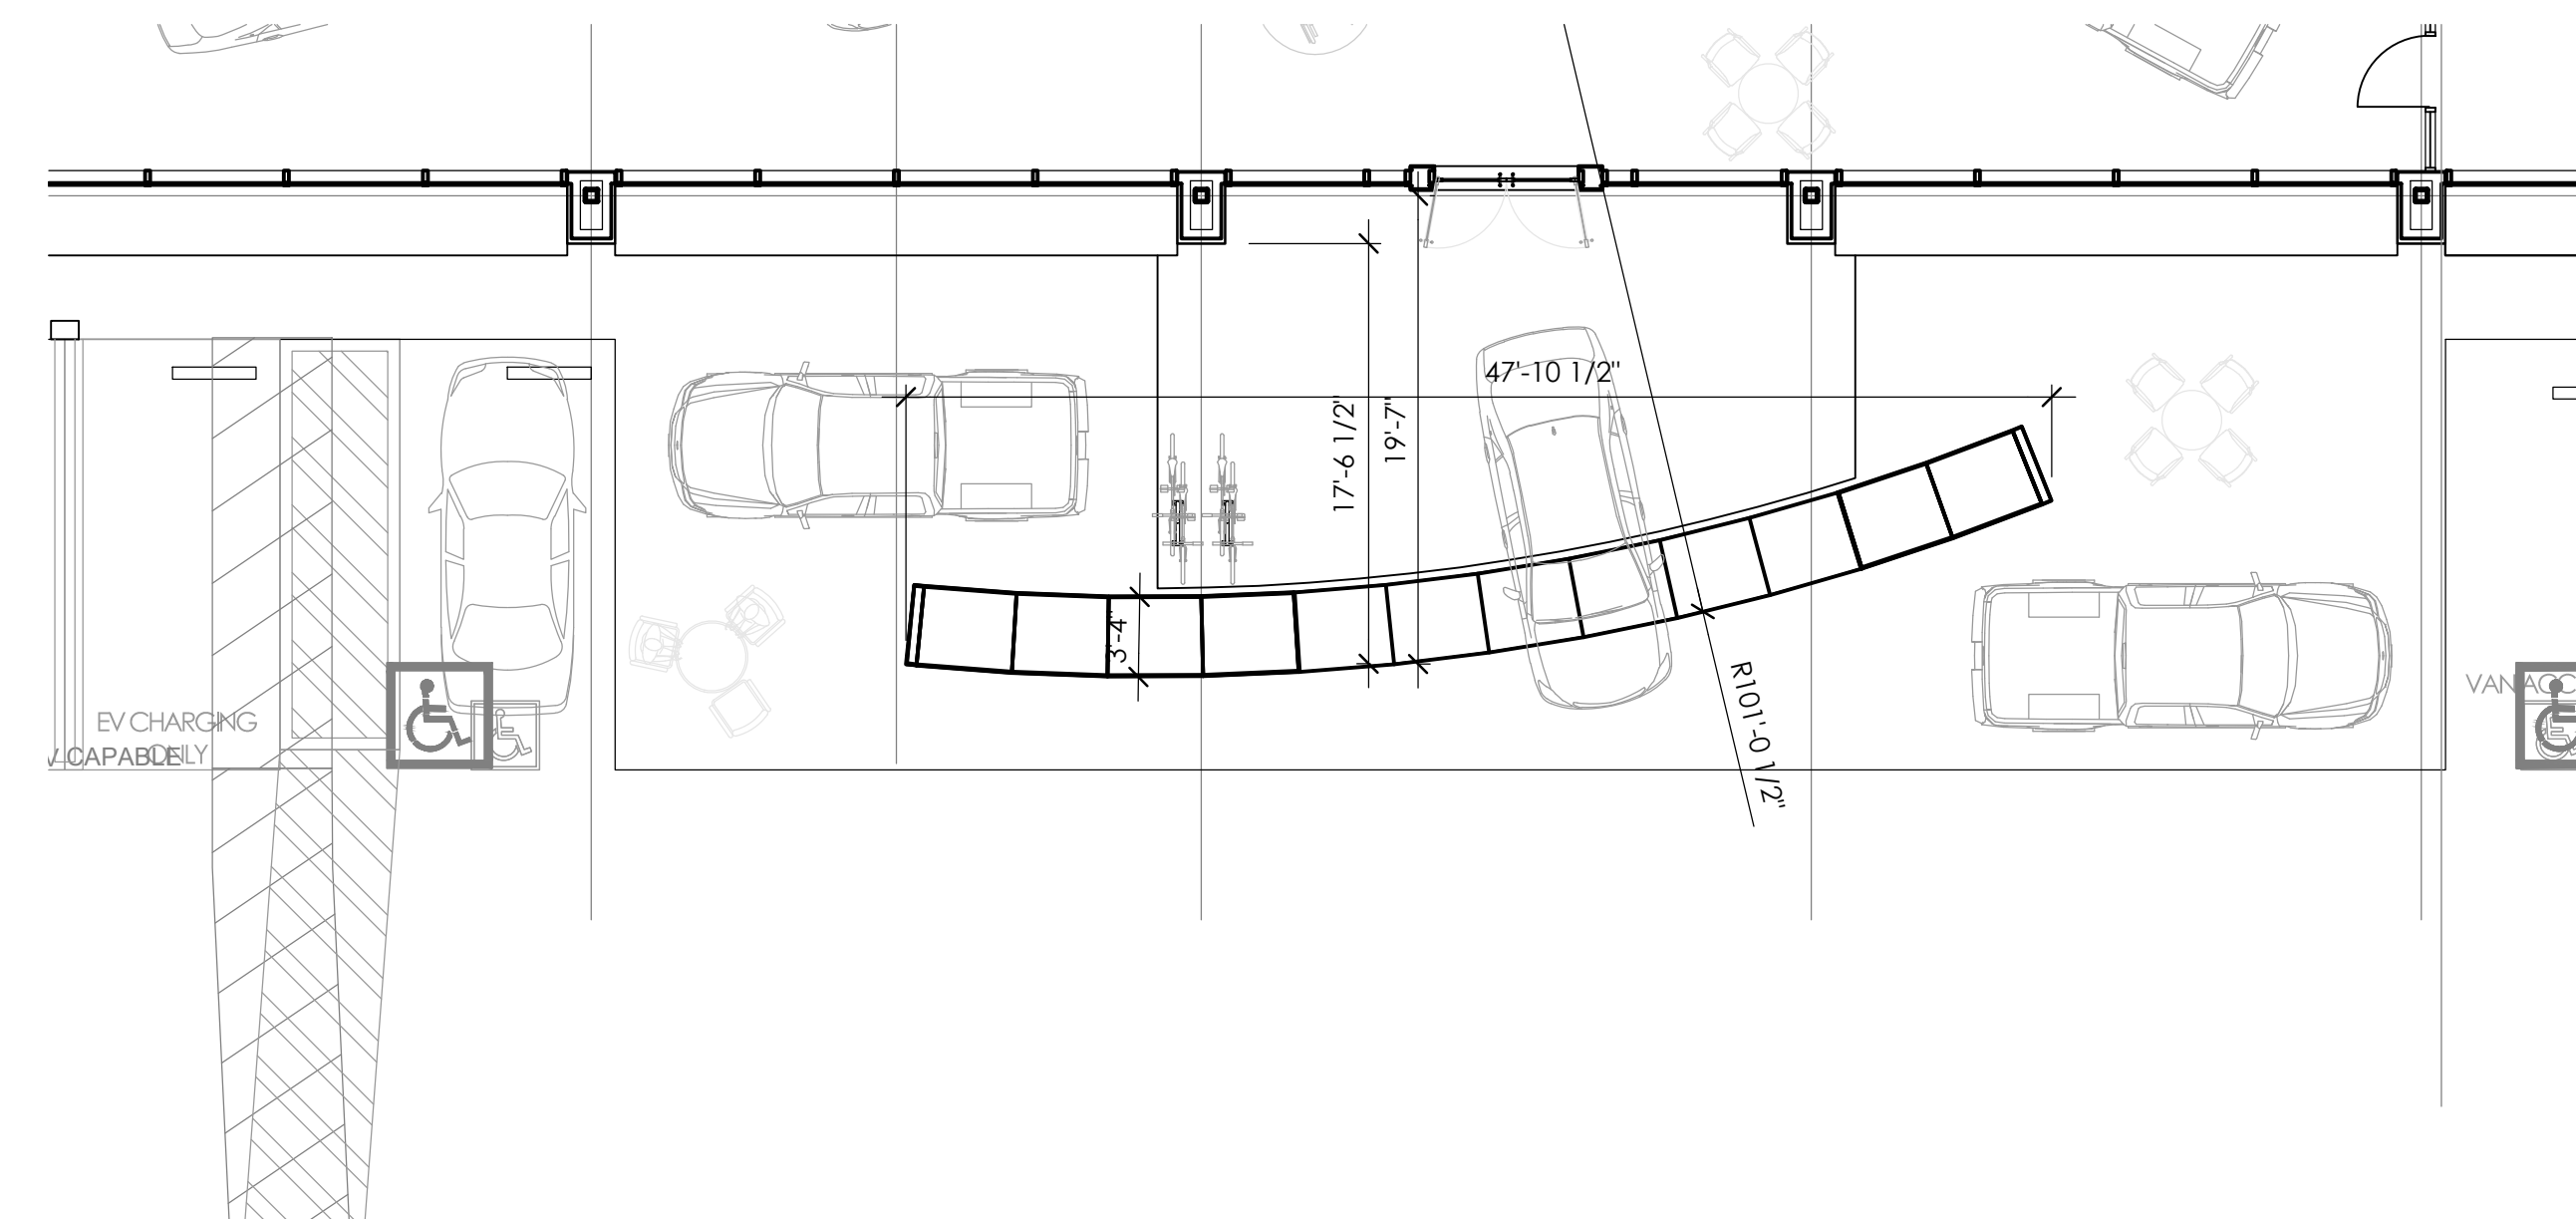 47'-10 1/2"
17'-6 1/2"
19'-7"
3'-4"
R101'-0 1/2"
EV CHARGING
ONLY
CAPABLE
VAN